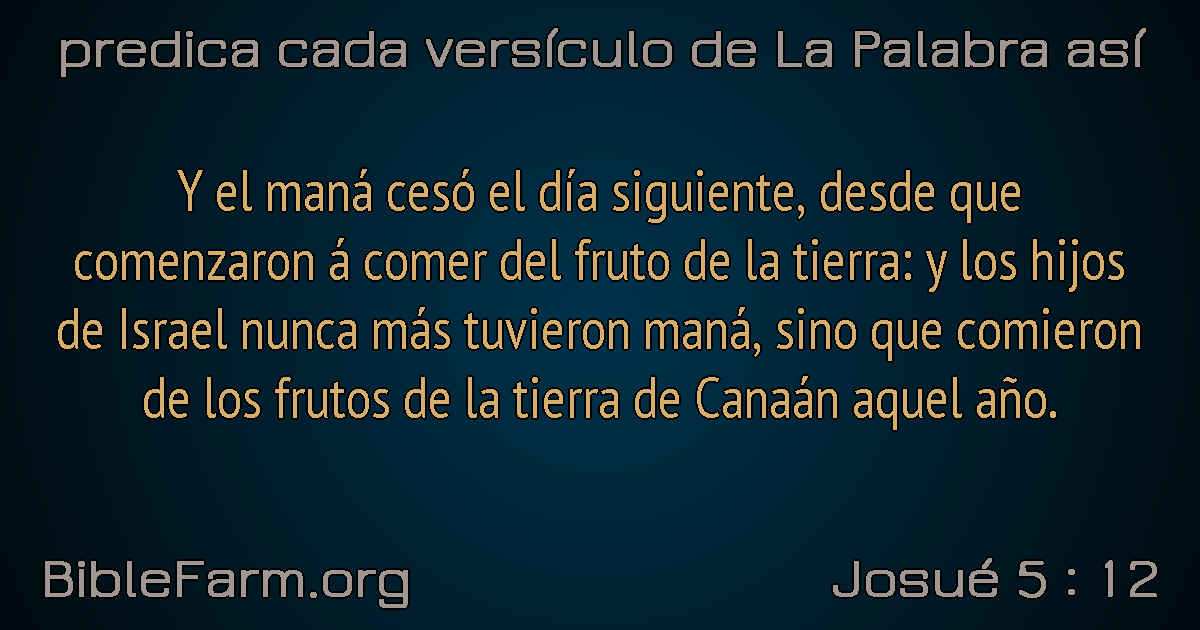 predica cada versículo de La Palabra así
Y el maná cesó el día siguiente, desde que
comenzaron á comer del fruto de la tierra: y los hijos
de Israel nunca más tuvieron maná, sino que comieron
de los frutos de la tierra de Canaán aquel año.
BibleFarm.org
Josué 5 : 12